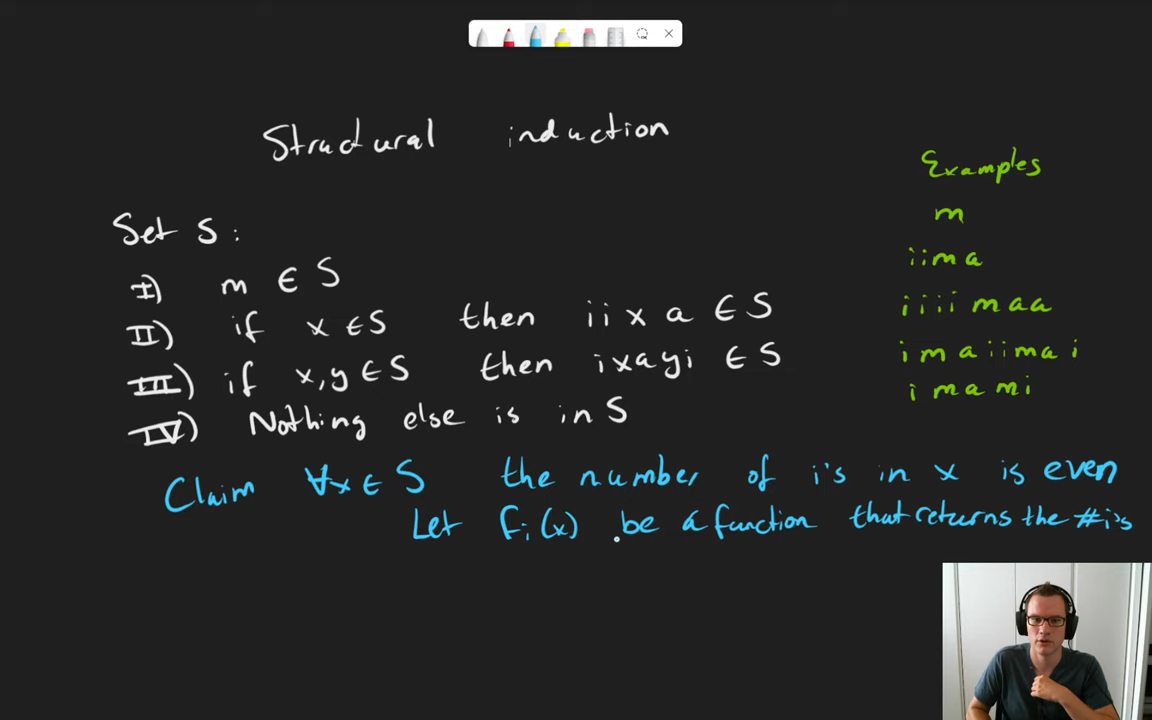 Structural induction
Set S:
I) m ∈ S
II) if x ∈ S then iixa ∈ S
III) if x,y ∈ S then ixayi ∈ S
IV) Nothing else is in S
Claim ∀x ∈ S the number of i's in x is even
Let fi(x) be a function that returns the #i's
Examples
m
iima
iiiimaa
imaiimai
imami